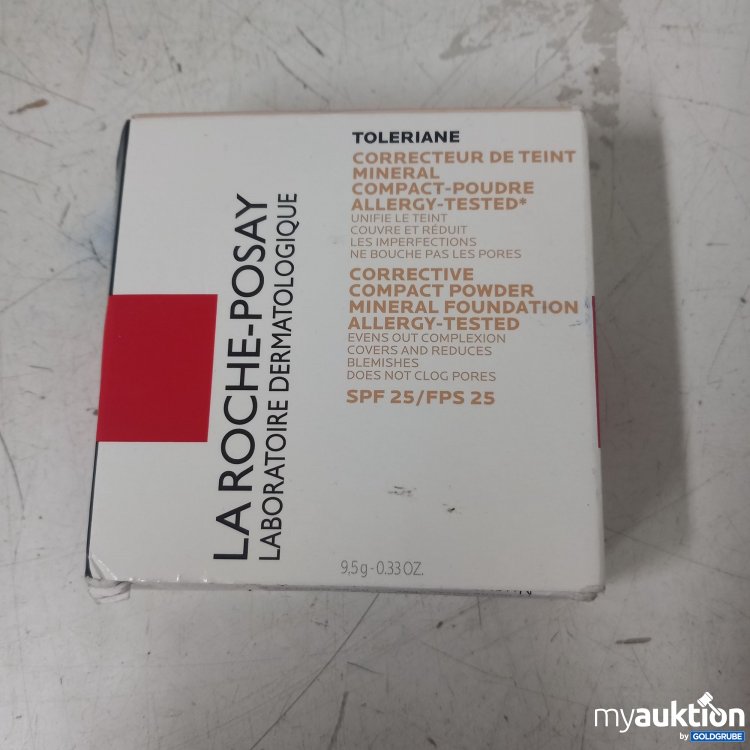 TOLERIANE
CORRECTEUR DE TEINT
MINERAL
COMPACT-POUDRE
ALLERGY-TESTED*
UNIFIE LE TEINT
COUVRE ET RÉDUIT
LES IMPERFECTIONS
NE BOUCHE PAS LES PORES
CORRECTIVE
COMPACT POWDER
MINERAL FOUNDATION
ALLERGY-TESTED
EVENS OUT COMPLEXION
COVERS AND REDUCES
BLEMISHES
DOES NOT CLOG PORES
SPF 25/FPS 25
LA ROCHE-POSAY
LABORATOIRE DERMATOLOGIQUE
9.5 g - 0.33 OZ.
myauktion
by GOLDGRUBE